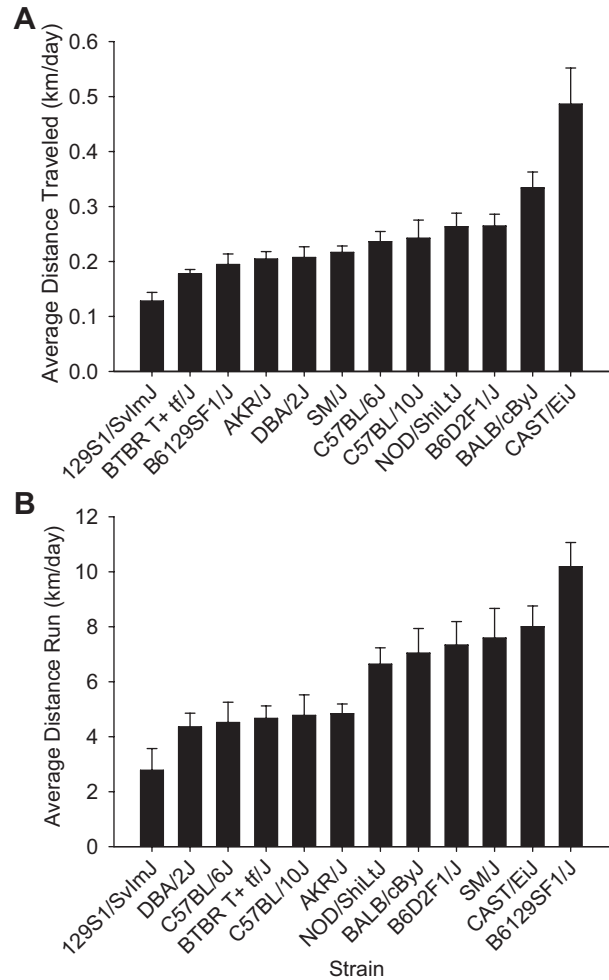 A
Average Distance Traveled (km/day)
0.6
0.5
0.4
0.3
0.2
0.1
0.0
129S1/SvlmJ
BTBR T+ tf/J
B6129SF1/J
AKR/J
DBA/2J
SM/J
C57BL/6J
C57BL/10J
NOD/ShiLtJ
B6D2F1/J
BALB/cByJ
CAST/EiJ
B
Average Distance Run (km/day)
12
10
8
6
4
2
0
129S1/SvlmJ
DBA/2J
C57BL/6J
BTBR T+ tf/J
C57BL/10J
AKR/J
NOD/ShiLtJ
BALB/cByJ
B6D2F1/J
SM/J
CAST/EiJ
B6129SF1/J
Strain